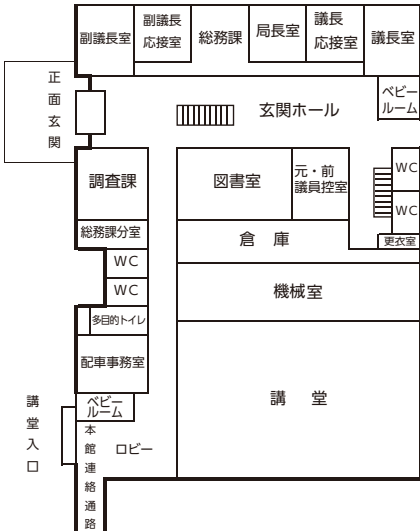 副議長室
副議長
応接室
総務課
局長室
議長
応接室
議長室
正面玄関
玄関ホール
ベビー
ルーム
調査課
図書室
元・前
議員控室
WC
WC
総務課分室
倉庫
更衣室
WC
WC
機械室
多目的トイレ
配車事務室
ベビー
ルーム
講堂
講堂入口
ロビー
本館連絡通路